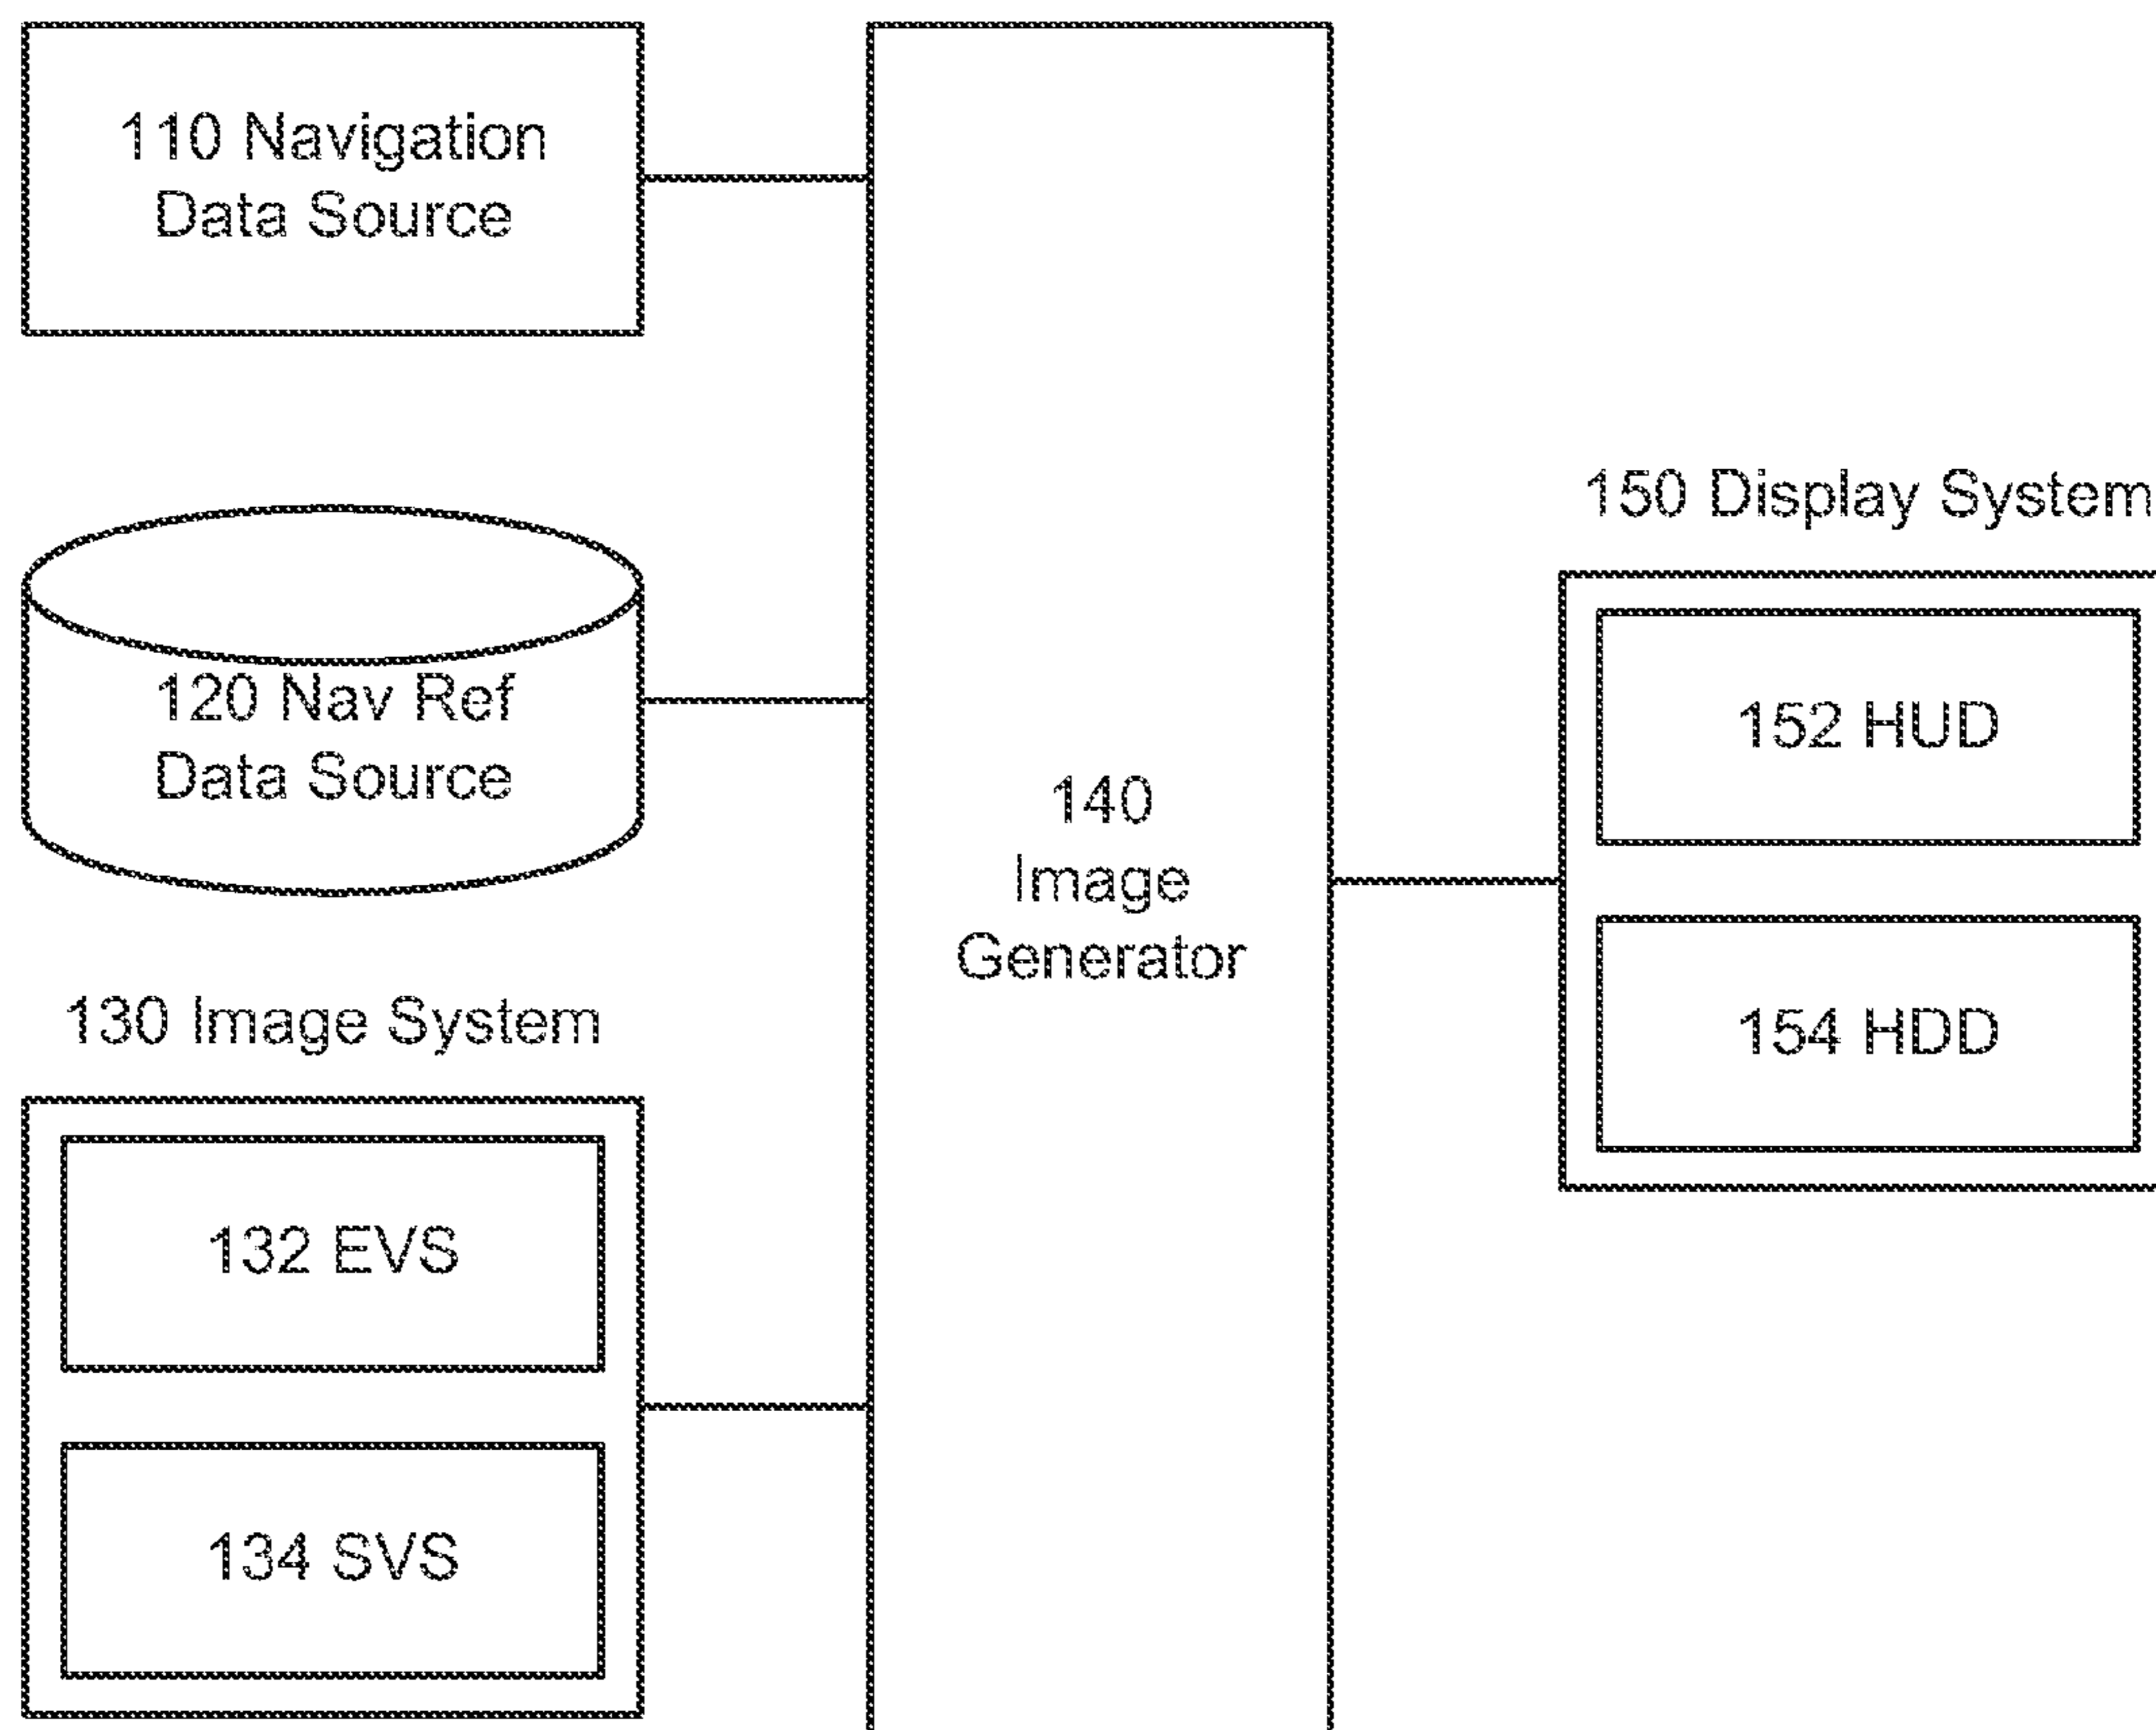 110 Navigation
Data Source
120 Nav Ref
Data Source
130 Image System
132 EVS
134 SVS
140
Image
Generator
150 Display System
152 HUD
154 HDD